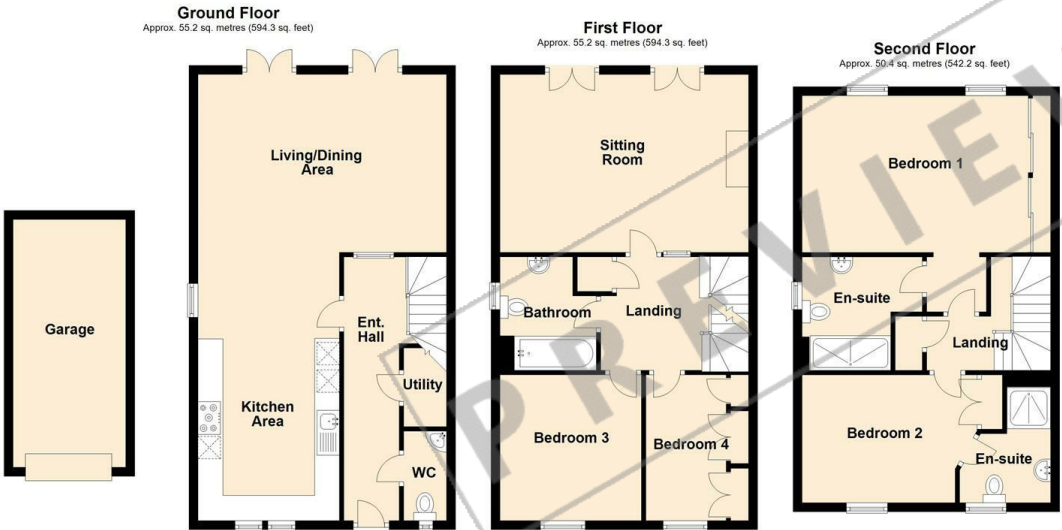 Ground Floor
Approx. 55.2 sq. metres (594.3 sq. feet)
First Floor
Approx. 55.2 sq. metres (594.3 sq. feet)
Second Floor
Approx. 50.4 sq. metres (542.2 sq. feet)
Living/Dining
Area
Sitting
Room
Bedroom 1
Garage
Ent.
Hall
Utility
Kitchen
Area
WC
Bathroom
Landing
Bedroom 3
Bedroom 4
En-suite
Landing
Bedroom 2
En-suite
PREVIEW